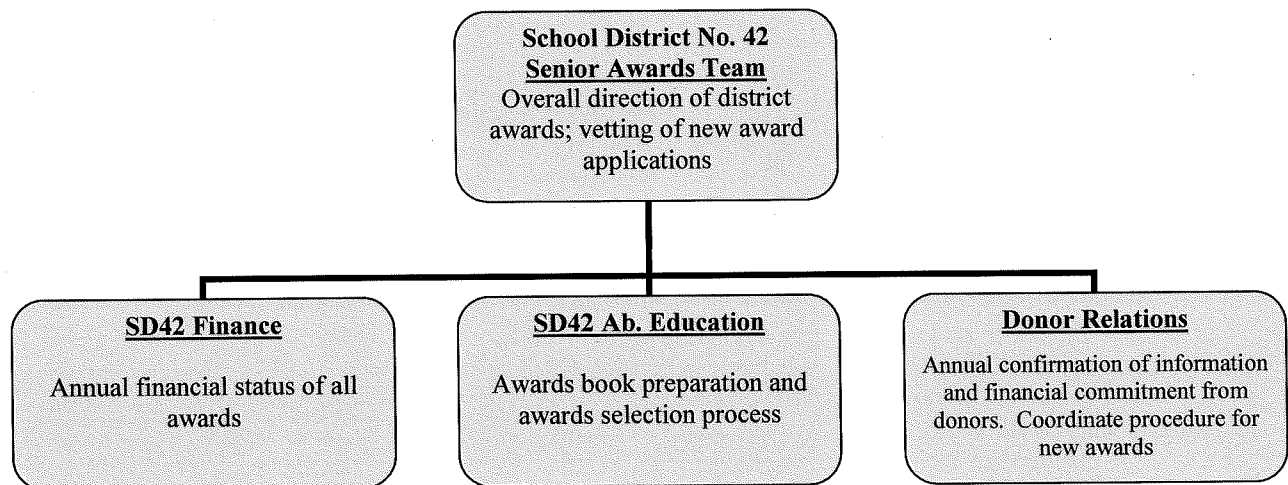 School District No. 42
Senior Awards Team
Overall direction of district
awards; vetting of new award
applications
SD42 Finance
Annual financial status of all
awards
SD42 Ab. Education
Awards book preparation and
awards selection process
Donor Relations
Annual confirmation of information
and financial commitment from
donors. Coordinate procedure for
new awards